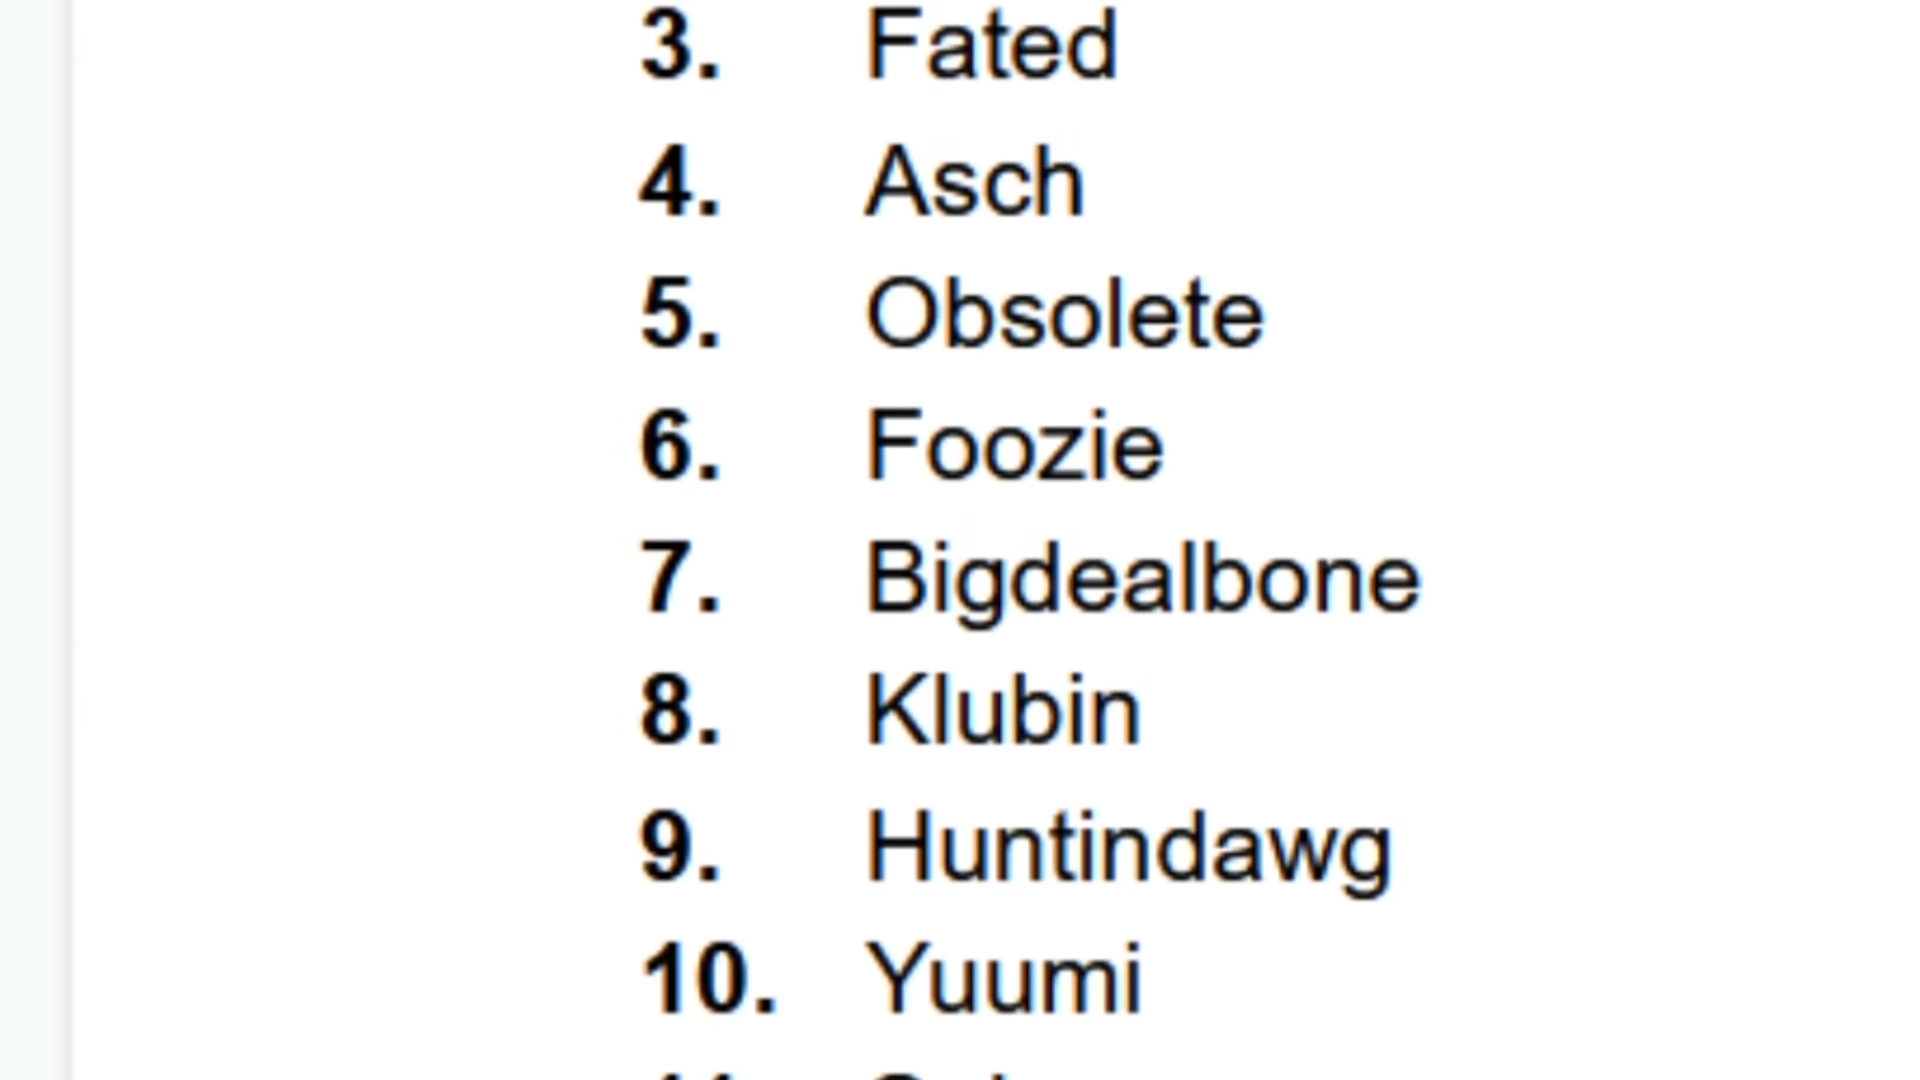 3. Fated
4. Asch
5. Obsolete
6. Foozie
7. Bigdealbone
8. Klubin
9. Huntindawg
10. Yuumi